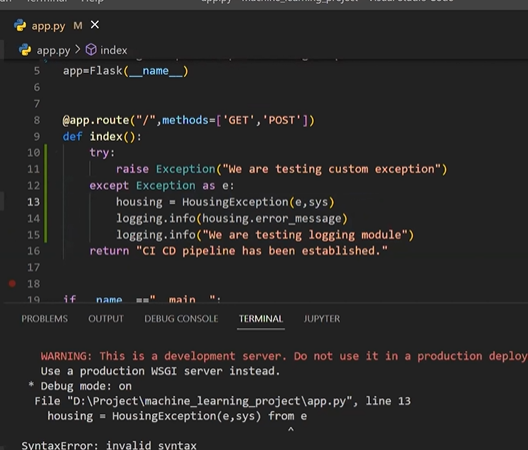 app.py M ×
app.py > index
5 app=Flask(__name__)
6
7
8 @app.route("/",methods=['GET','POST'])
9 def index():
10 try:
11 raise Exception("We are testing custom exception")
12 except Exception as e:
13 housing = HousingException(e,sys)
14 logging.info(housing.error_message)
15 logging.info("We are testing logging module")
16 return "CI CD pipeline has been established."
17
18
19 if __name__=="__main__":
PROBLEMS OUTPUT DEBUG CONSOLE TERMINAL JUPYTER
WARNING: This is a development server. Do not use it in a production deploy
Use a production WSGI server instead.
* Debug mode: on
File "D:\Project\machine_learning_project\app.py", line 13
housing = HousingException(e,sys) from e
^
SyntaxError: invalid syntax